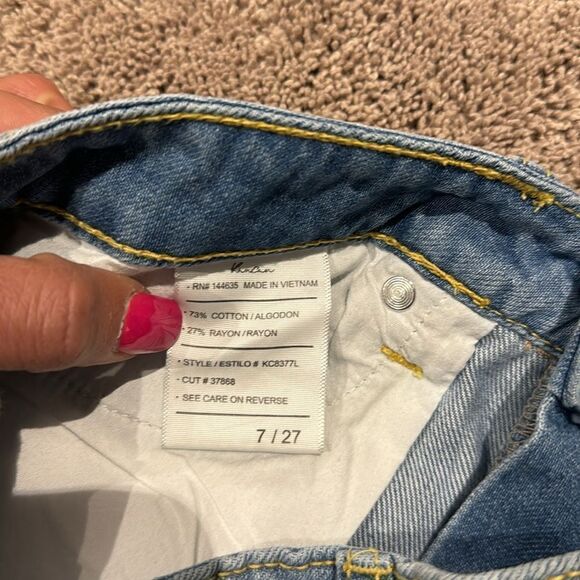 KanCan
· RN# 144635 MADE IN VIETNAM
· 73% COTTON / ALGODON
· 27% RAYON / RAYON
· STYLE / ESTILO # KC8377L
· CUT # 37868
· SEE CARE ON REVERSE
7 / 27